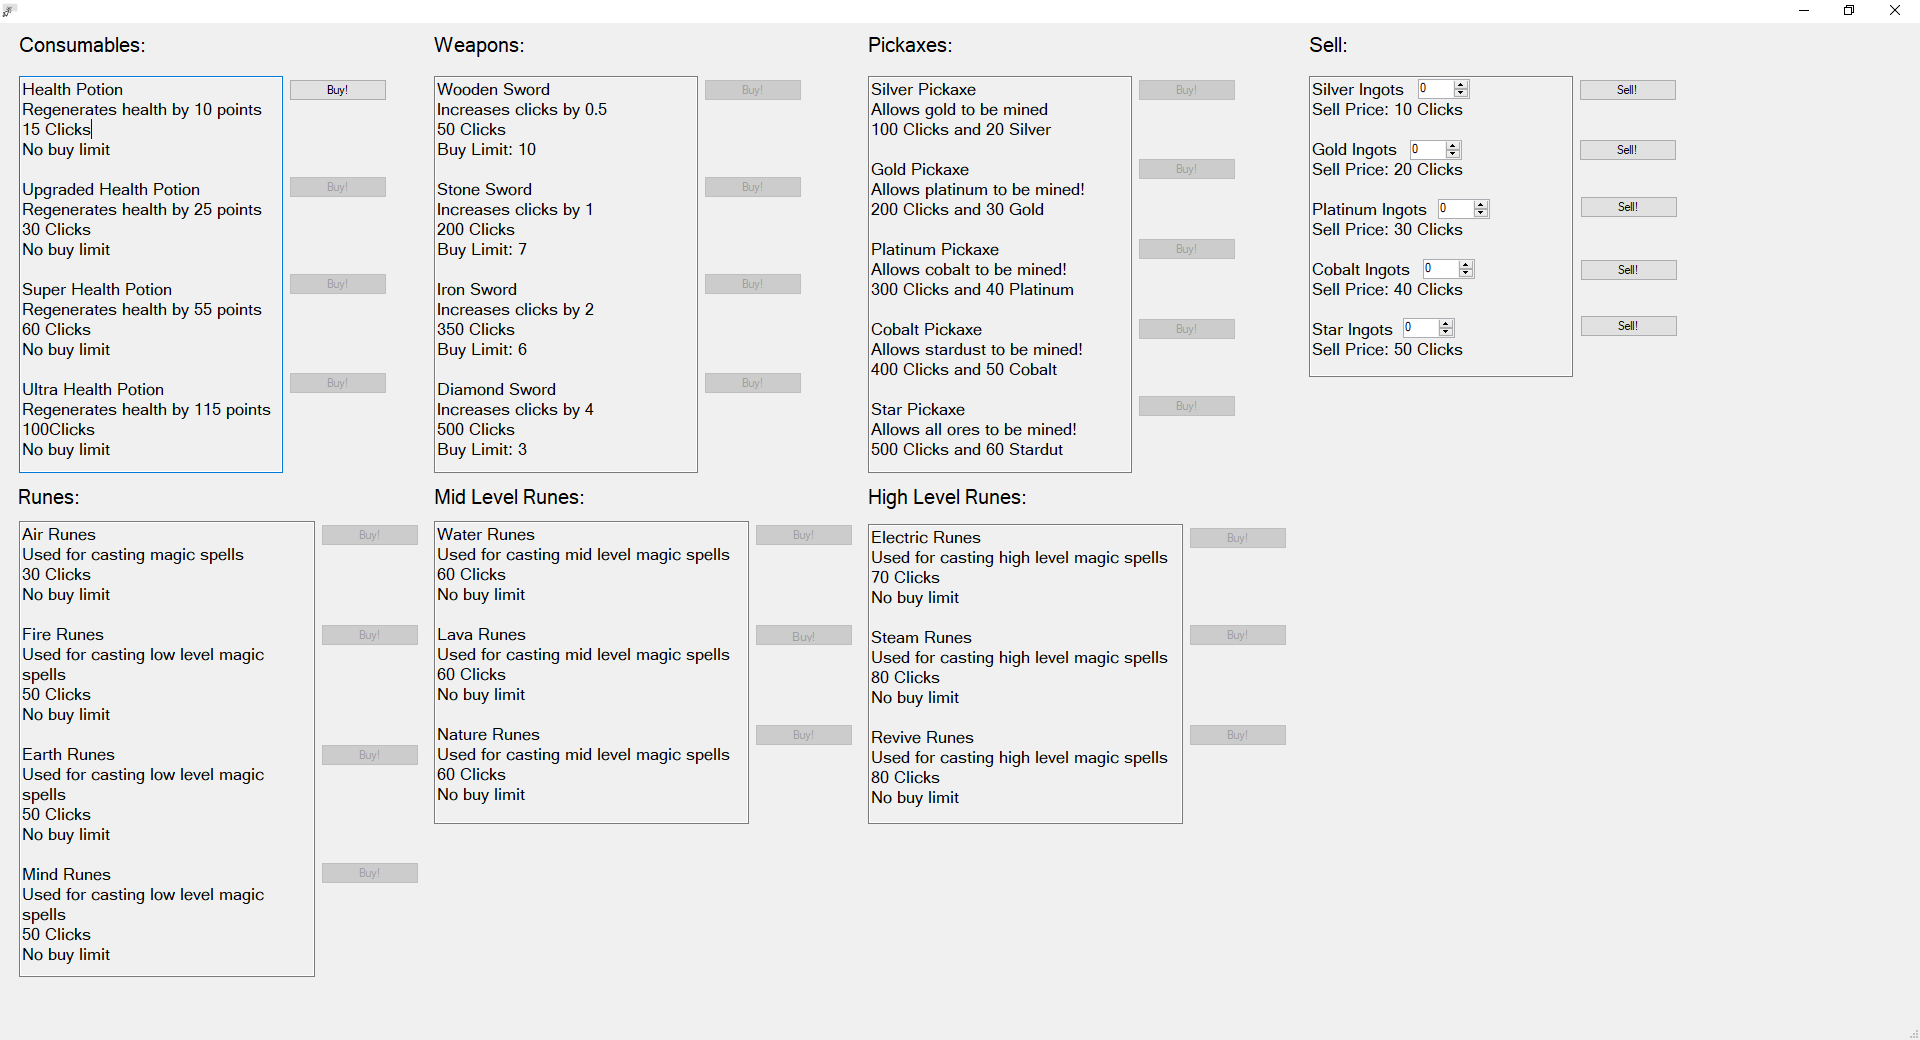 Consumables:
Health Potion
Regenerates health by 10 points
15 Clicks
No buy limit
Upgraded Health Potion
Regenerates health by 25 points
30 Clicks
No buy limit
Super Health Potion
Regenerates health by 55 points
60 Clicks
No buy limit
Ultra Health Potion
Regenerates health by 115 points
100Clicks
No buy limit
Buy!
Buy!
Buy!
Buy!
Weapons:
Wooden Sword
Increases clicks by 0.5
50 Clicks
Buy Limit: 10
Stone Sword
Increases clicks by 1
200 Clicks
Buy Limit: 7
Iron Sword
Increases clicks by 2
350 Clicks
Buy Limit: 6
Diamond Sword
Increases clicks by 4
500 Clicks
Buy Limit: 3
Buy!
Buy!
Buy!
Buy!
Pickaxes:
Silver Pickaxe
Allows gold to be mined
100 Clicks and 20 Silver
Gold Pickaxe
Allows platinum to be mined!
200 Clicks and 30 Gold
Platinum Pickaxe
Allows cobalt to be mined!
300 Clicks and 40 Platinum
Cobalt Pickaxe
Allows stardust to be mined!
400 Clicks and 50 Cobalt
Star Pickaxe
Allows all ores to be mined!
500 Clicks and 60 Stardut
Buy!
Buy!
Buy!
Buy!
Buy!
Sell:
Silver Ingots 0
Sell Price: 10 Clicks
Gold Ingots 0
Sell Price: 20 Clicks
Platinum Ingots 0
Sell Price: 30 Clicks
Cobalt Ingots 0
Sell Price: 40 Clicks
Star Ingots 0
Sell Price: 50 Clicks
Sell!
Sell!
Sell!
Sell!
Sell!
Runes:
Air Runes
Used for casting magic spells
30 Clicks
No buy limit
Fire Runes
Used for casting low level magic
spells
50 Clicks
No buy limit
Earth Runes
Used for casting low level magic
spells
50 Clicks
No buy limit
Mind Runes
Used for casting low level magic
spells
50 Clicks
No buy limit
Buy!
Buy!
Buy!
Buy!
Mid Level Runes:
Water Runes
Used for casting mid level magic spells
60 Clicks
No buy limit
Lava Runes
Used for casting mid level magic spells
60 Clicks
No buy limit
Nature Runes
Used for casting mid level magic spells
60 Clicks
No buy limit
Buy!
Buy!
Buy!
High Level Runes:
Electric Runes
Used for casting high level magic spells
70 Clicks
No buy limit
Steam Runes
Used for casting high level magic spells
80 Clicks
No buy limit
Revive Runes
Used for casting high level magic spells
80 Clicks
No buy limit
Buy!
Buy!
Buy!